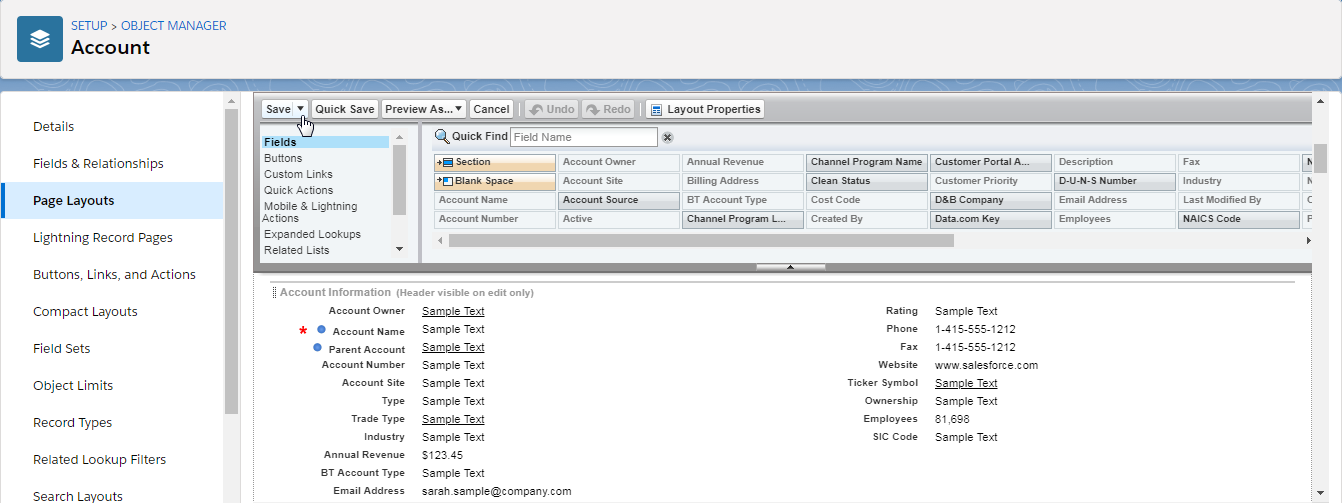 SETUP > OBJECT MANAGER
Account
Details
Fields & Relationships
Page Layouts
Lightning Record Pages
Buttons, Links, and Actions
Compact Layouts
Field Sets
Object Limits
Record Types
Related Lookup Filters
Search Layouts
Save Quick Save Preview As... Cancel Undo Redo Layout Properties
Fields
Buttons
Custom Links
Quick Actions
Mobile & Lightning
Actions
Expanded Lookups
Related Lists
Quick Find Field Name
Section Account Owner Annual Revenue Channel Program Name Customer Portal A... Description Fax N
Blank Space Account Site Billing Address Clean Status Customer Priority D-U-N-S Number Industry N
Account Name Account Source BT Account Type Cost Code D&B Company Email Address Last Modified By
Account Number Active Channel Program L... Created By Data.com Key Employees NAICS Code P
Account Information (Header visible on edit only)
Account Owner Sample Text Rating Sample Text
* Account Name Sample Text Phone 1-415-555-1212
Parent Account Sample Text Fax 1-415-555-1212
Account Number Sample Text Website www.salesforce.com
Account Site Sample Text Ticker Symbol Sample Text
Type Sample Text Ownership Sample Text
Trade Type Sample Text Employees 81,698
Industry Sample Text SIC Code Sample Text
Annual Revenue $123.45
BT Account Type Sample Text
Email Address sarah.sample@company.com